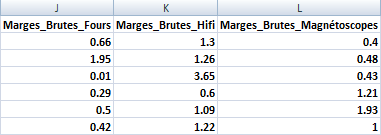 J K L
Marges_Brutes_Fours Marges_Brutes_Hifi Marges_Brutes_Magnétoscopes
0.66 1.3 0.4
1.95 1.26 0.48
0.01 3.65 0.43
0.29 0.6 1.21
0.5 1.09 1.93
0.42 1.22 1